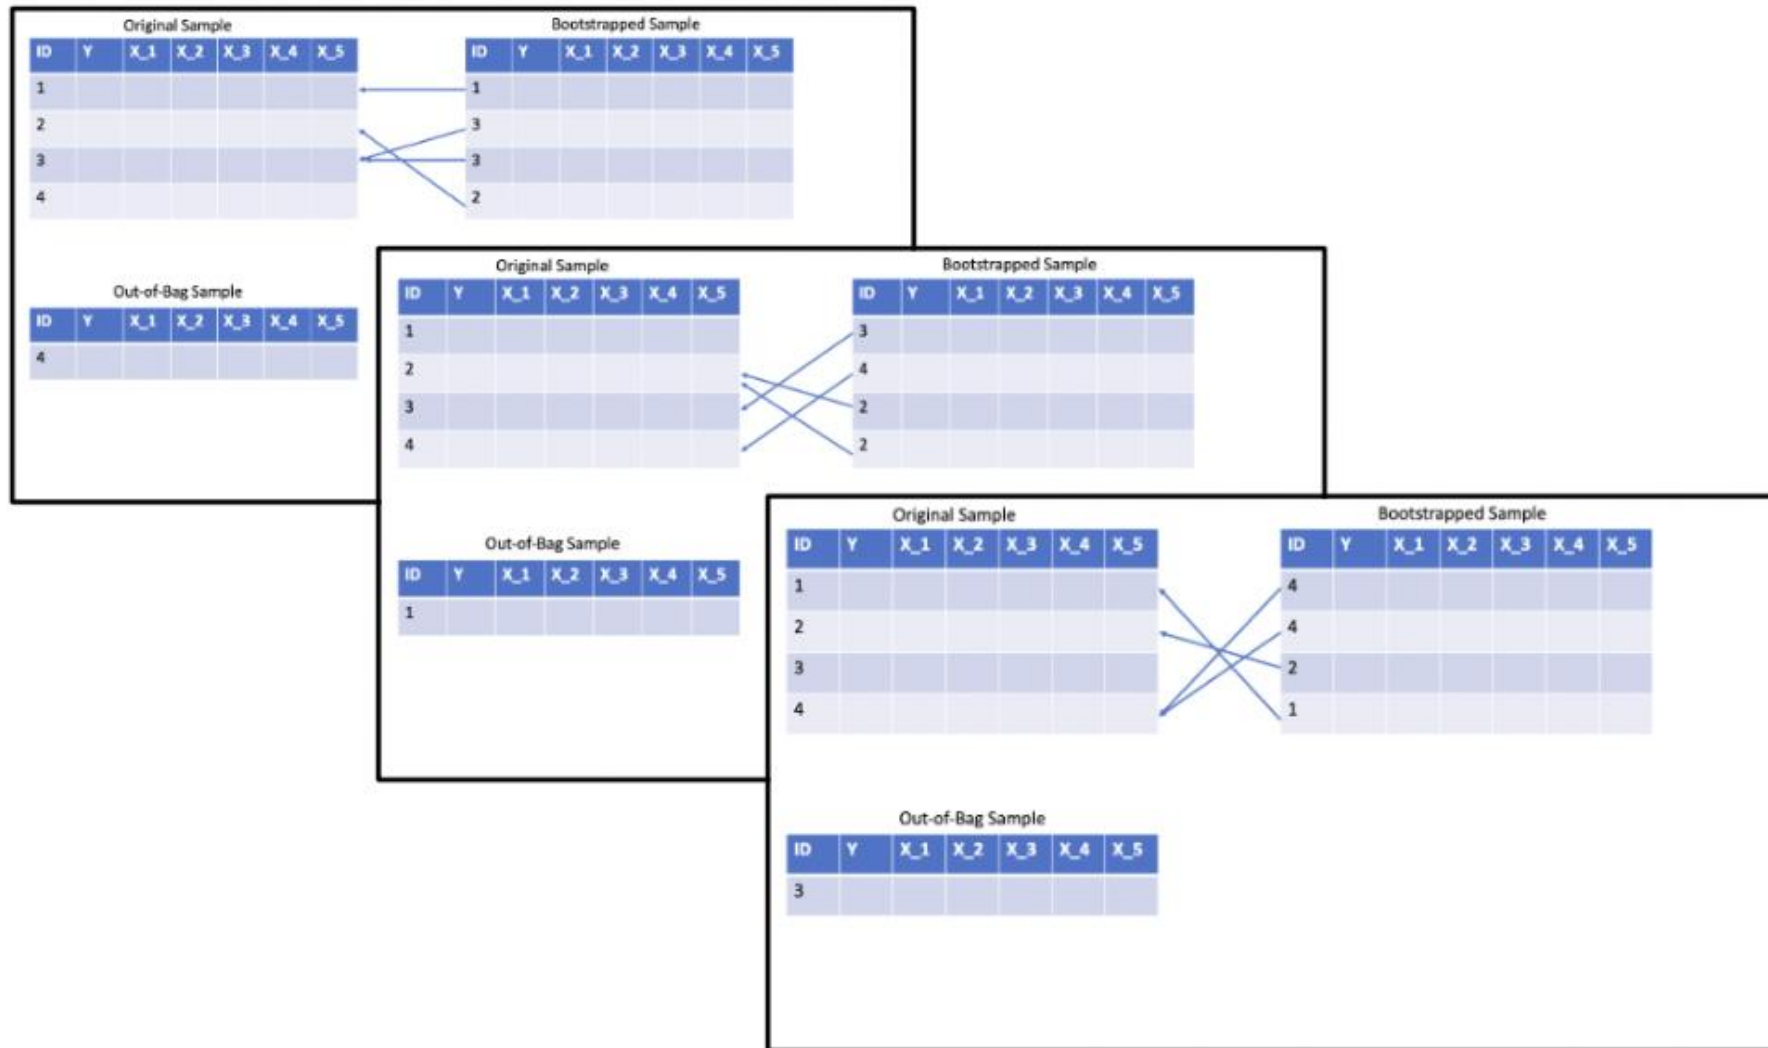 Original Sample
ID Y X_1 X_2 X_3 X_4 X_5
1
2
3
4
Bootstrapped Sample
ID Y X_1 X_2 X_3 X_4 X_5
1
3
3
2
Out-of-Bag Sample
ID Y X_1 X_2 X_3 X_4 X_5
4
Original Sample
ID Y X_1 X_2 X_3 X_4 X_5
1
2
3
4
Bootstrapped Sample
ID Y X_1 X_2 X_3 X_4 X_5
3
4
2
2
Out-of-Bag Sample
ID Y X_1 X_2 X_3 X_4 X_5
1
Original Sample
ID Y X_1 X_2 X_3 X_4 X_5
1
2
3
4
Bootstrapped Sample
ID Y X_1 X_2 X_3 X_4 X_5
4
4
2
1
Out-of-Bag Sample
ID Y X_1 X_2 X_3 X_4 X_5
3